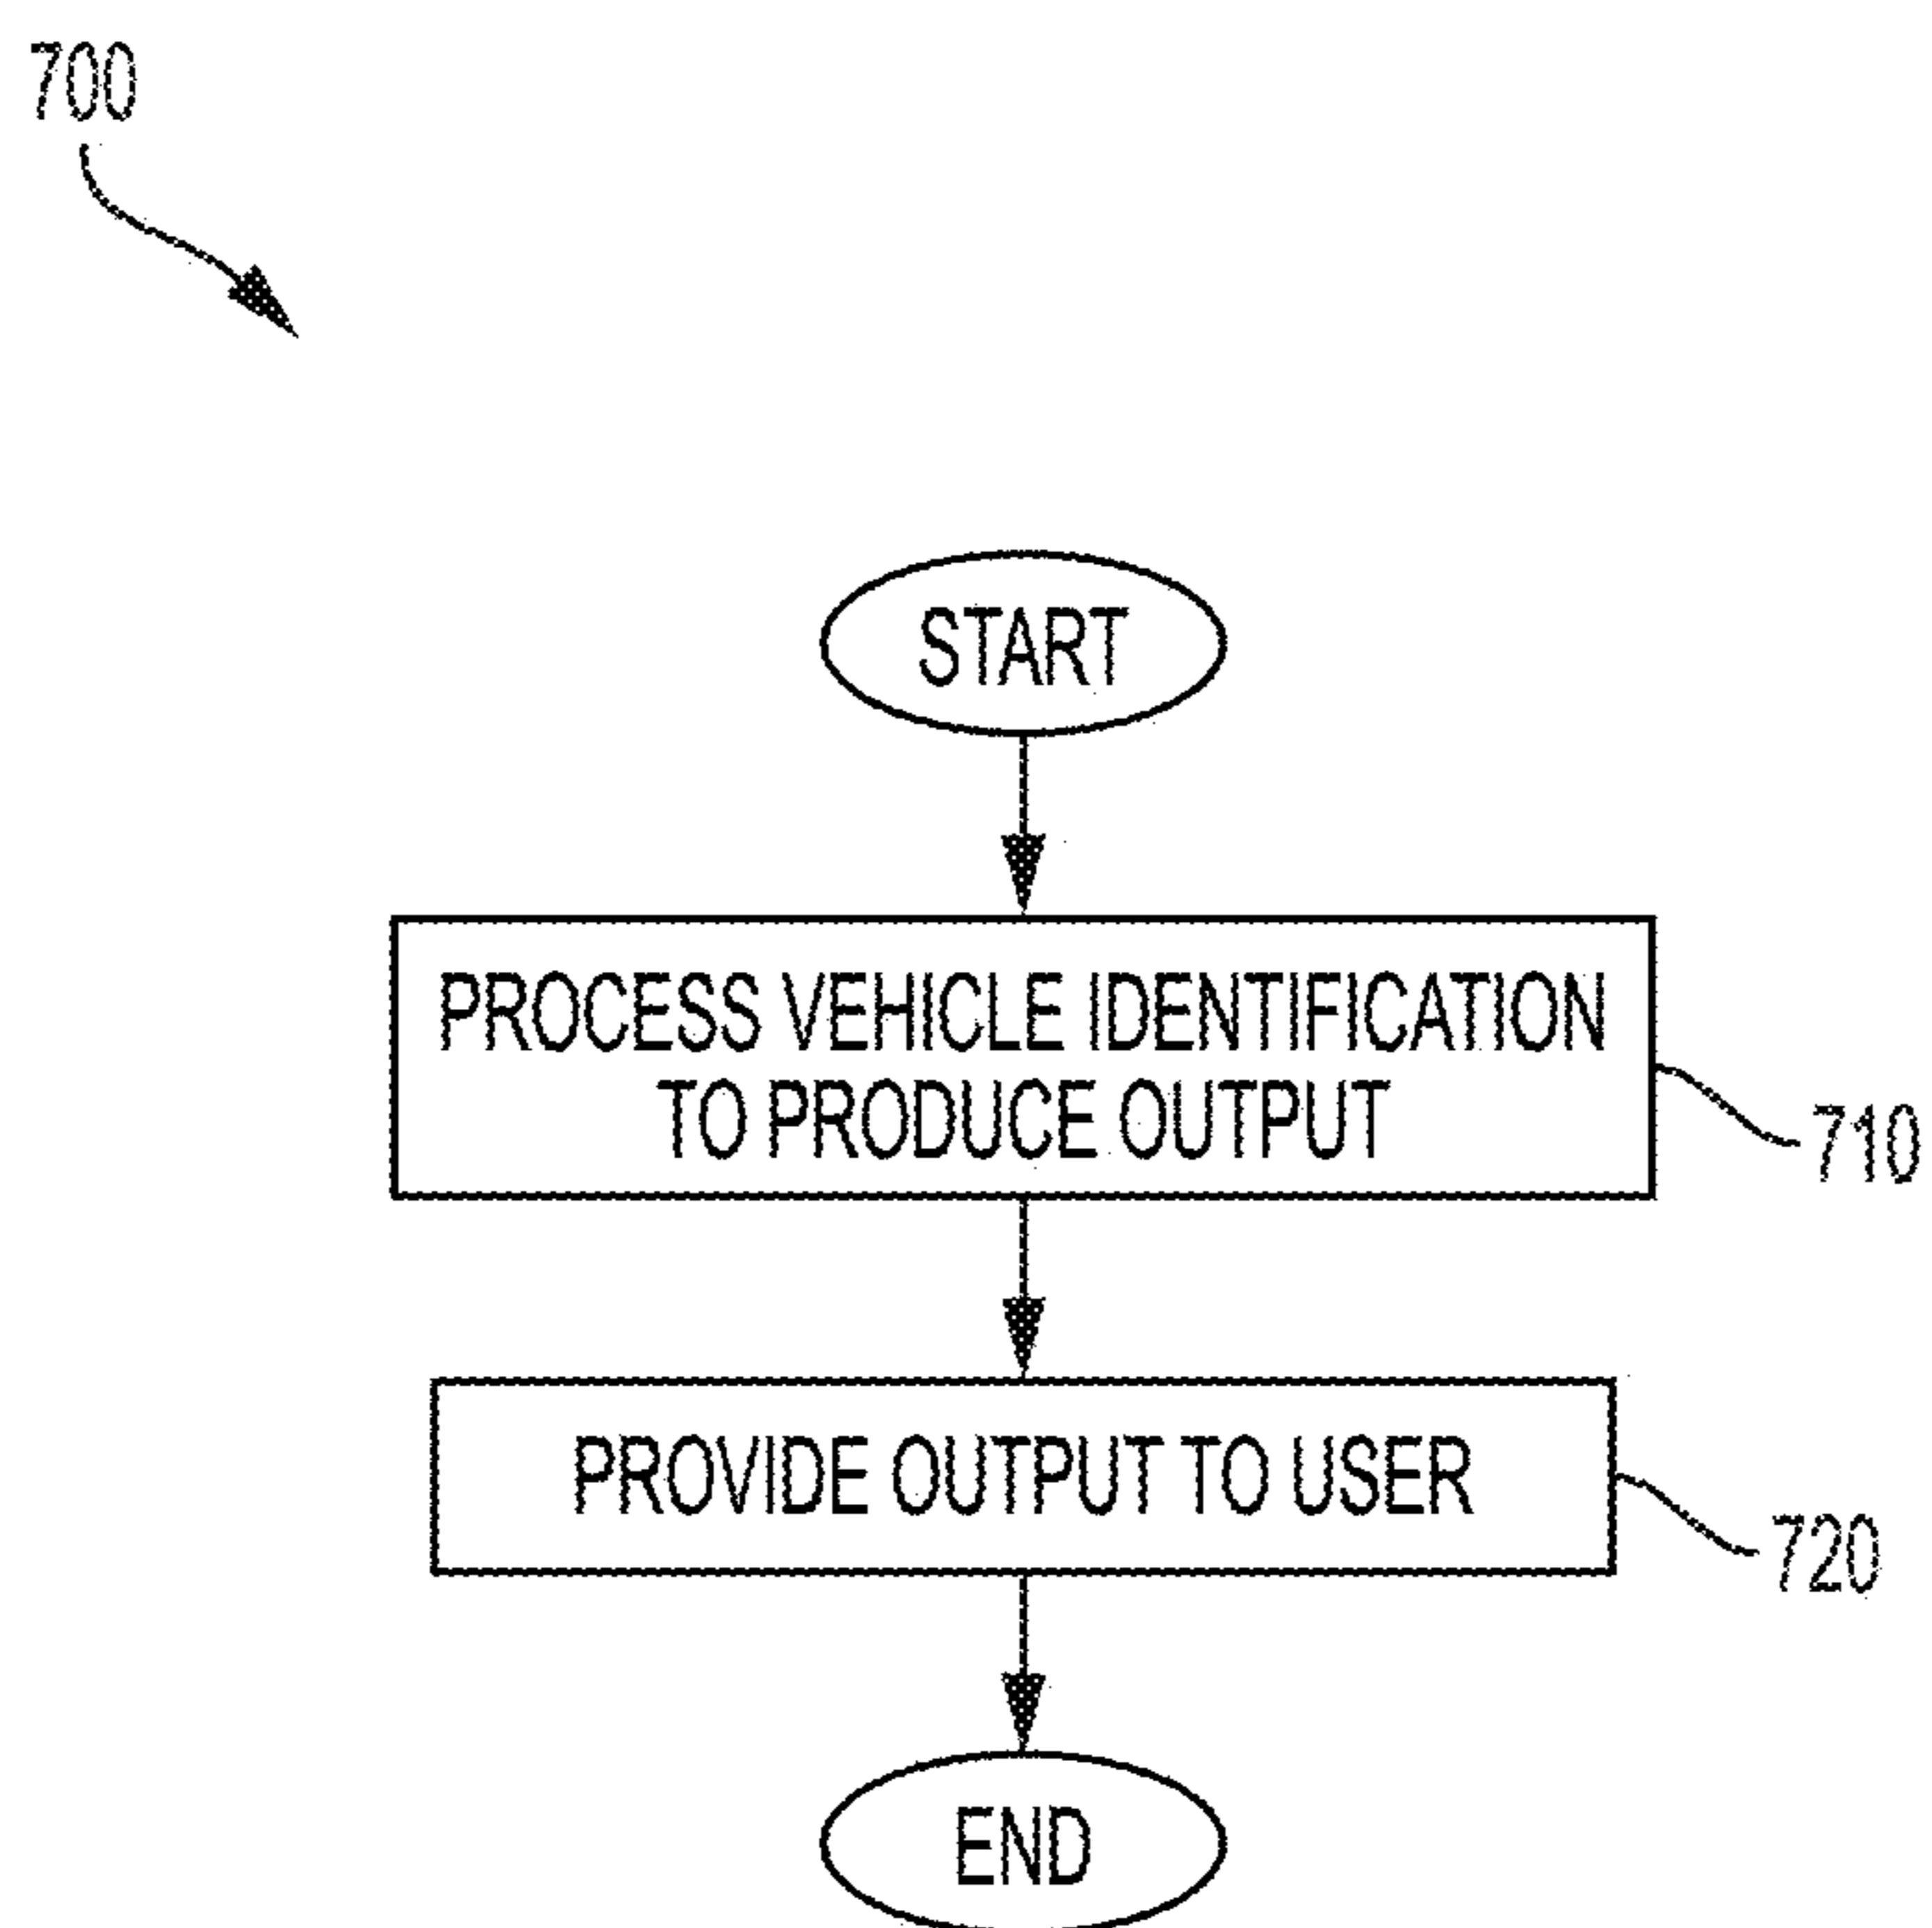 700
START
PROCESS VEHICLE IDENTIFICATION
TO PRODUCE OUTPUT
710
PROVIDE OUTPUT TO USER
720
END